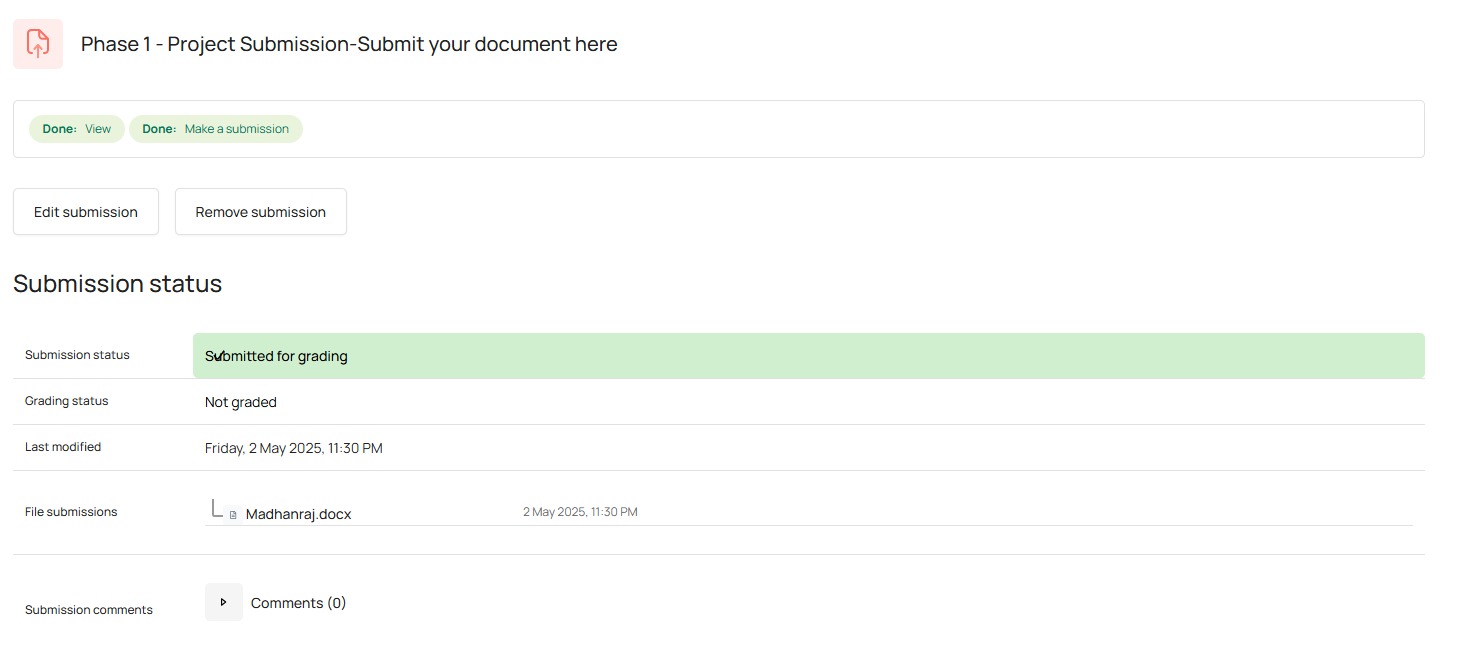 Phase 1 - Project Submission-Submit your document here
Done: View Done: Make a submission
Edit submission Remove submission
Submission status
Submission status Submitted for grading
Grading status Not graded
Last modified Friday, 2 May 2025, 11:30 PM
File submissions Madhanraj.docx 2 May 2025, 11:30 PM
Submission comments Comments (0)